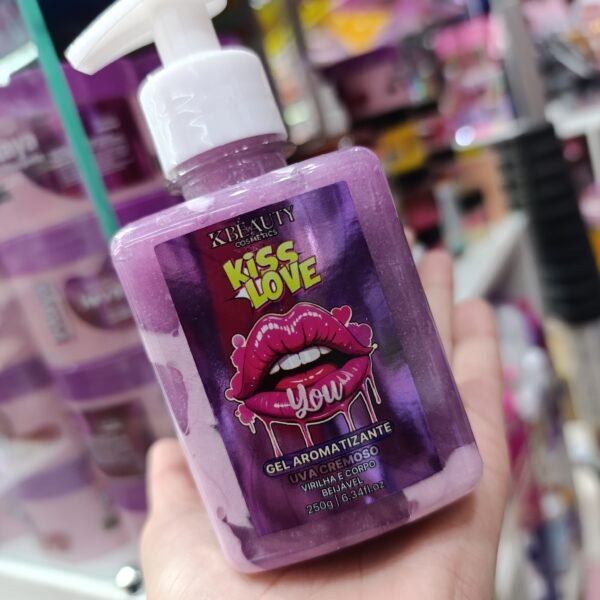 KBEAUTY
COSMETICS
KISS
LOVE
You
GEL AROMATIZANTE
UVA CREMOSO
VIRILHA E CORPO
BEIJÁVEL
250g | 6.34fl.oz